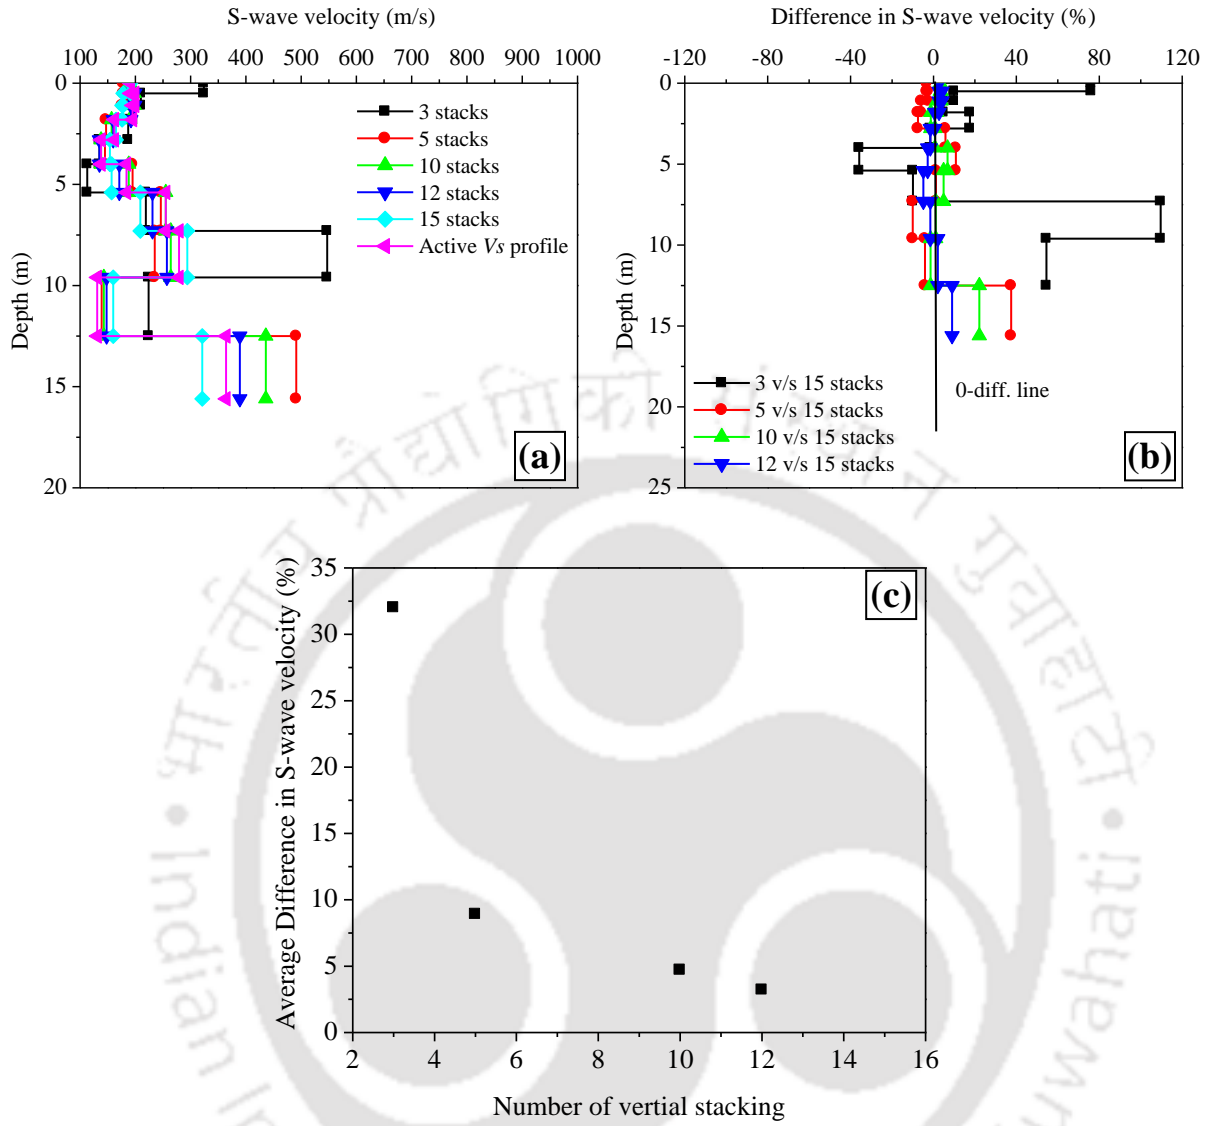 S-wave velocity (m/s)
100 200 300 400 500 600 700 800 900 1000
0
5
10
15
20
Depth (m)
3 stacks
5 stacks
10 stacks
12 stacks
15 stacks
Active Vs profile
(a)
Difference in S-wave velocity (%)
-120 -80 -40 0 40 80 120
0
5
10
15
20
25
Depth (m)
0-diff. line
3 v/s 15 stacks
5 v/s 15 stacks
10 v/s 15 stacks
12 v/s 15 stacks
(b)
35
30
25
20
15
10
5
0
Average Difference in S-wave velocity (%)
(c)
2 4 6 8 10 12 14 16
Number of vertial stacking
भारतीय प्रौद्योगिकी संस्थान गुवाहाटी
Indian In
uwahati